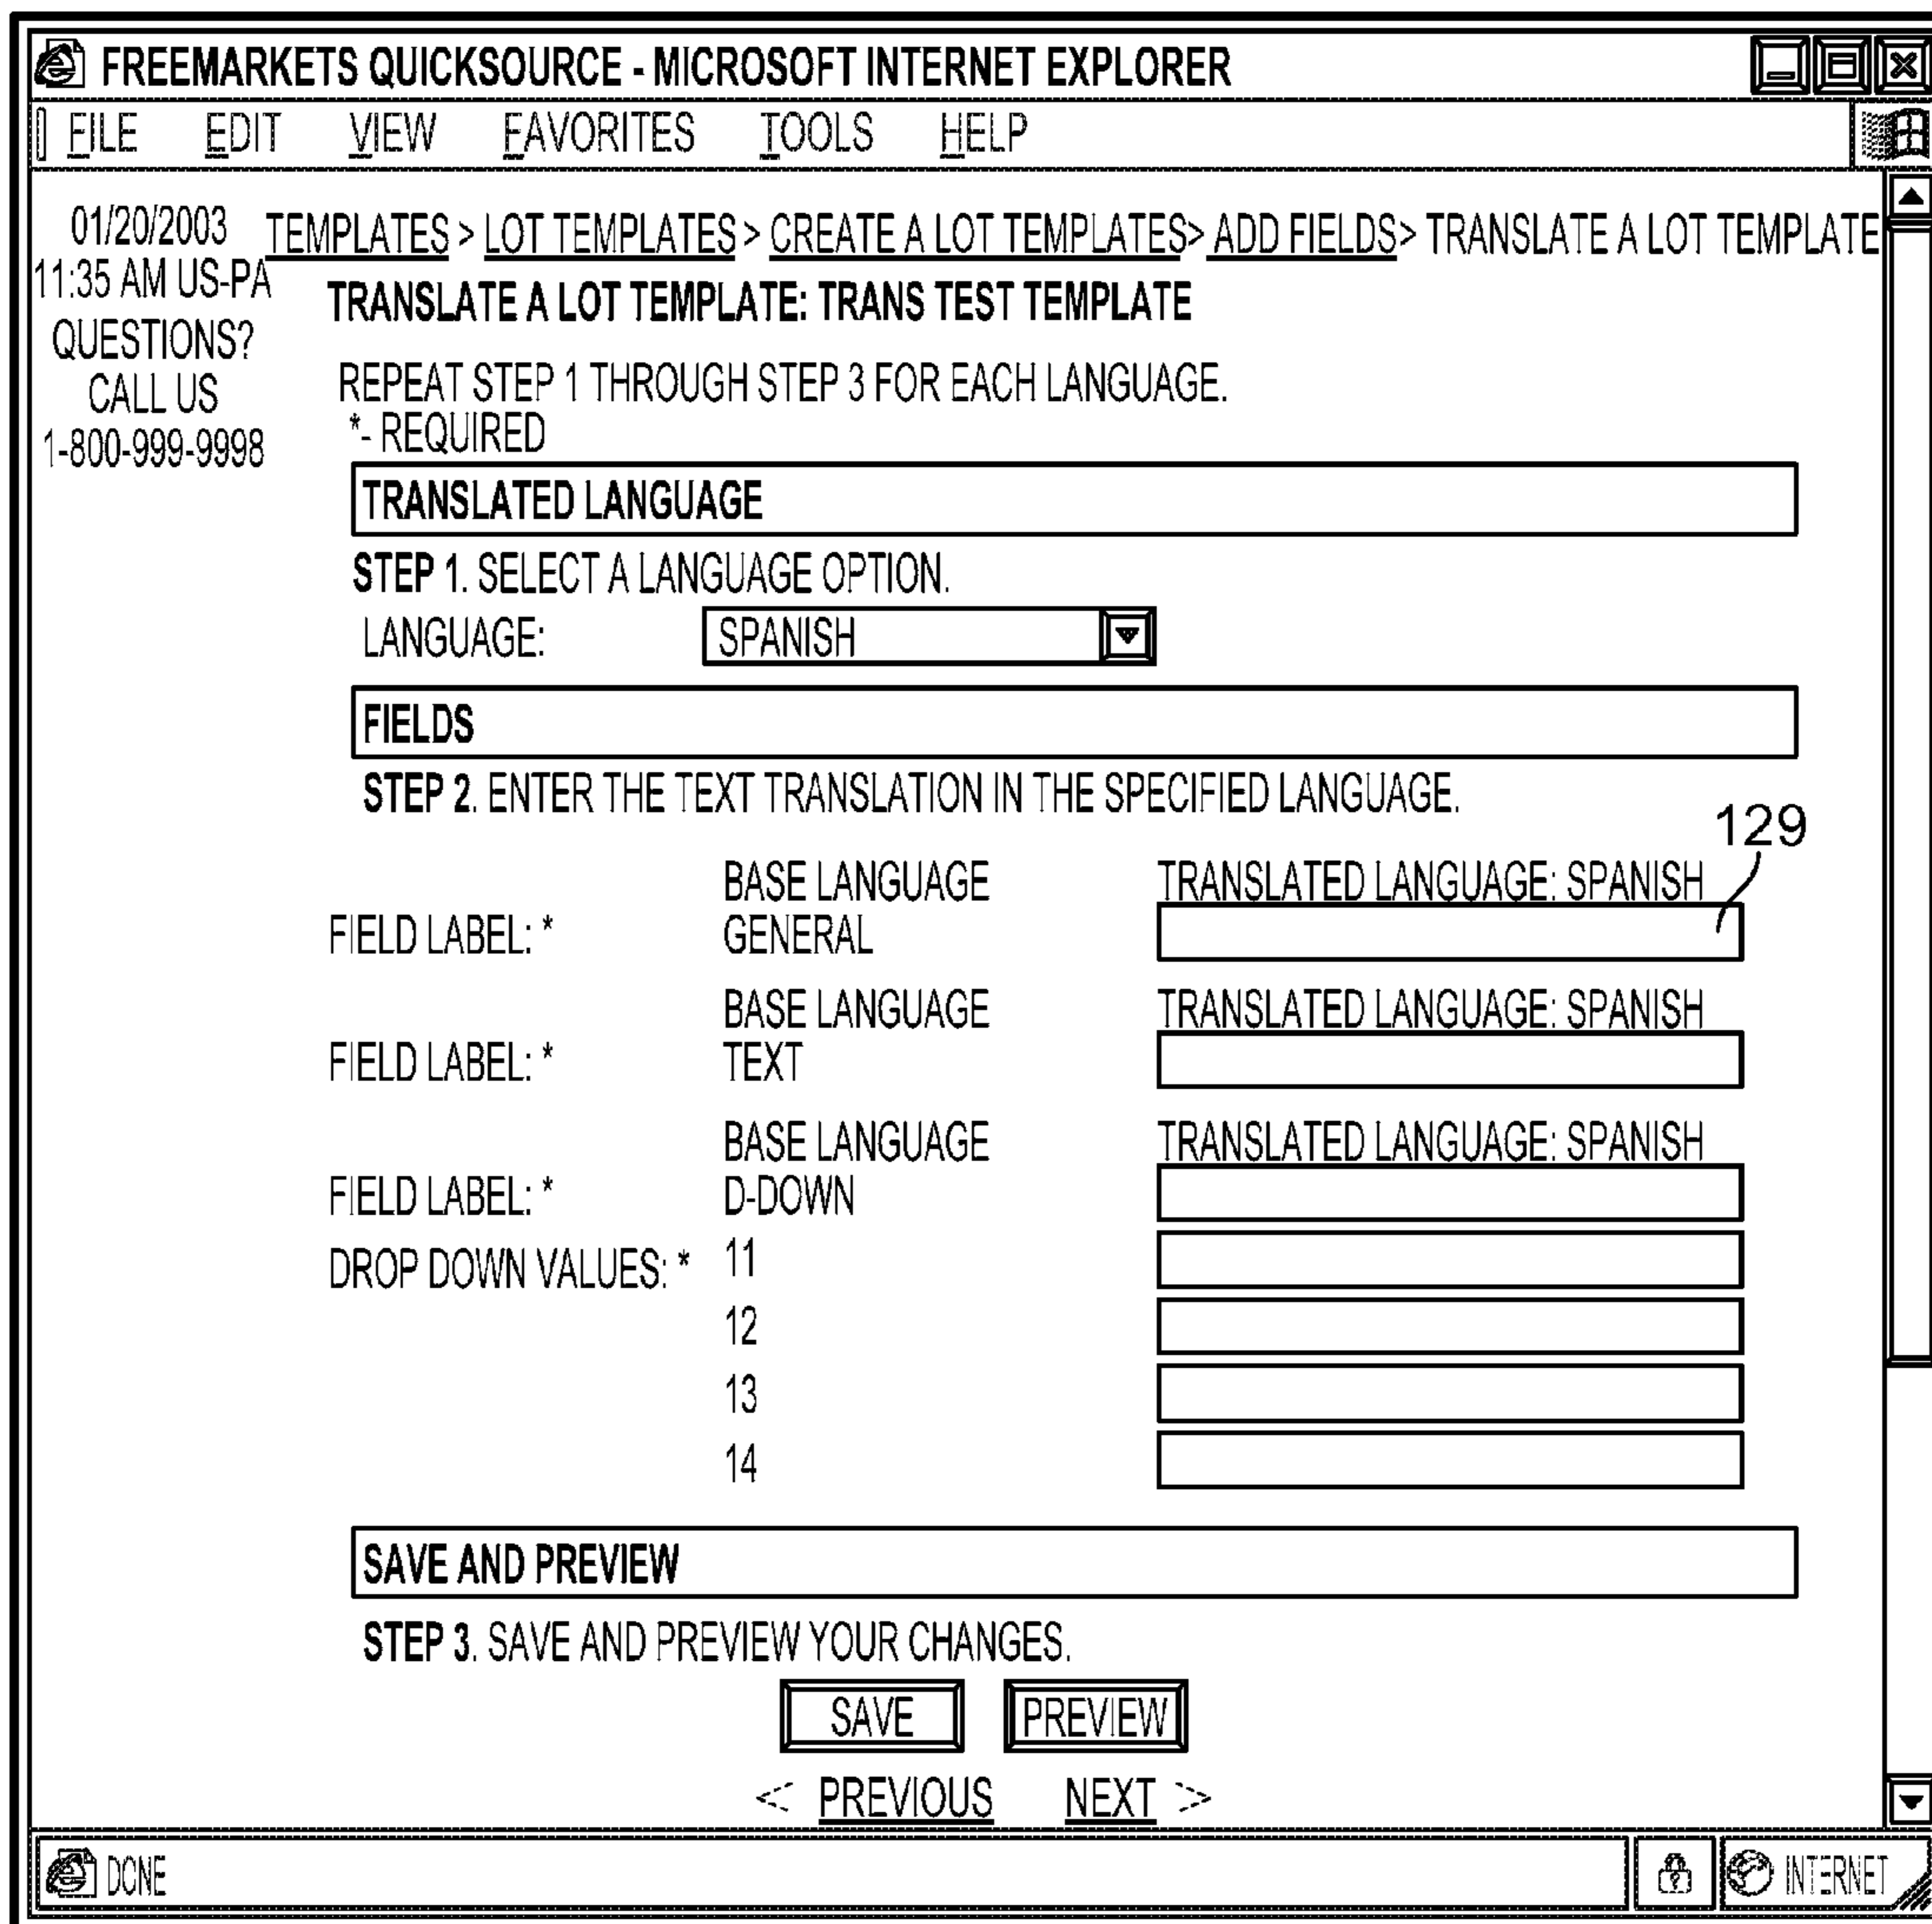 FREEMARKETS QUICKSOURCE - MICROSOFT INTERNET EXPLORER
FILE EDIT VIEW FAVORITES TOOLS HELP
01/20/2003
11:35 AM US-PA
QUESTIONS?
CALL US
1-800-999-9998
TEMPLATES > LOT TEMPLATES > CREATE A LOT TEMPLATES> ADD FIELDS> TRANSLATE A LOT TEMPLATE
TRANSLATE A LOT TEMPLATE: TRANS TEST TEMPLATE
REPEAT STEP 1 THROUGH STEP 3 FOR EACH LANGUAGE.
*- REQUIRED
TRANSLATED LANGUAGE
STEP 1. SELECT A LANGUAGE OPTION.
LANGUAGE: SPANISH
FIELDS
STEP 2. ENTER THE TEXT TRANSLATION IN THE SPECIFIED LANGUAGE.
129
BASE LANGUAGE TRANSLATED LANGUAGE: SPANISH
FIELD LABEL: * GENERAL
BASE LANGUAGE TRANSLATED LANGUAGE: SPANISH
FIELD LABEL: * TEXT
BASE LANGUAGE TRANSLATED LANGUAGE: SPANISH
FIELD LABEL: * D-DOWN
DROP DOWN VALUES: * 11
12
13
14
SAVE AND PREVIEW
STEP 3. SAVE AND PREVIEW YOUR CHANGES.
SAVE PREVIEW
< PREVIOUS NEXT >
DONE INTERNET